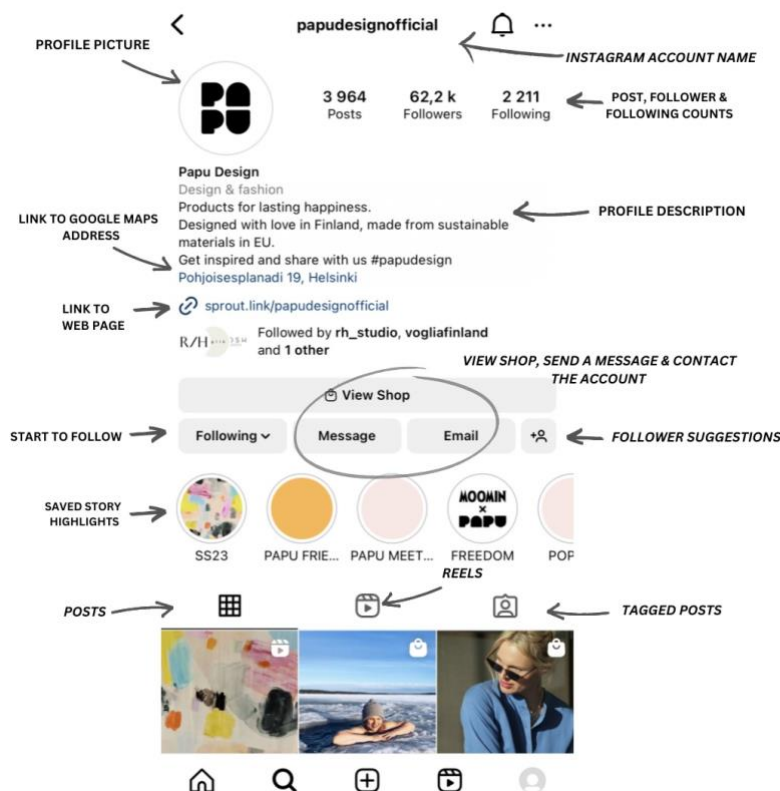 papudesignofficial
PROFILE PICTURE
INSTAGRAM ACCOUNT NAME
PA
PU
3 964
Posts
62,2 k
Followers
2 211
Following
POST, FOLLOWER &
FOLLOWING COUNTS
Papu Design
Design & fashion
Products for lasting happiness.
Designed with love in Finland, made from sustainable
materials in EU.
Get inspired and share with us #papudesign
Pohjoisesplanadi 19, Helsinki
PROFILE DESCRIPTION
LINK TO GOOGLE MAPS
ADDRESS
LINK TO
WEB PAGE
sprout.link/papudesignofficial
R/H
Followed by rh_studio, vogliafinland
and 1 other
VIEW SHOP, SEND A MESSAGE & CONTACT
THE ACCOUNT
View Shop
START TO FOLLOW
Following
Message
Email
FOLLOWER SUGGESTIONS
SAVED STORY
HIGHLIGHTS
MOOMIN
×
PAPU
SS23
PAPU FRIE...
PAPU MEET...
FREEDOM
POP
REELS
POSTS
TAGGED POSTS